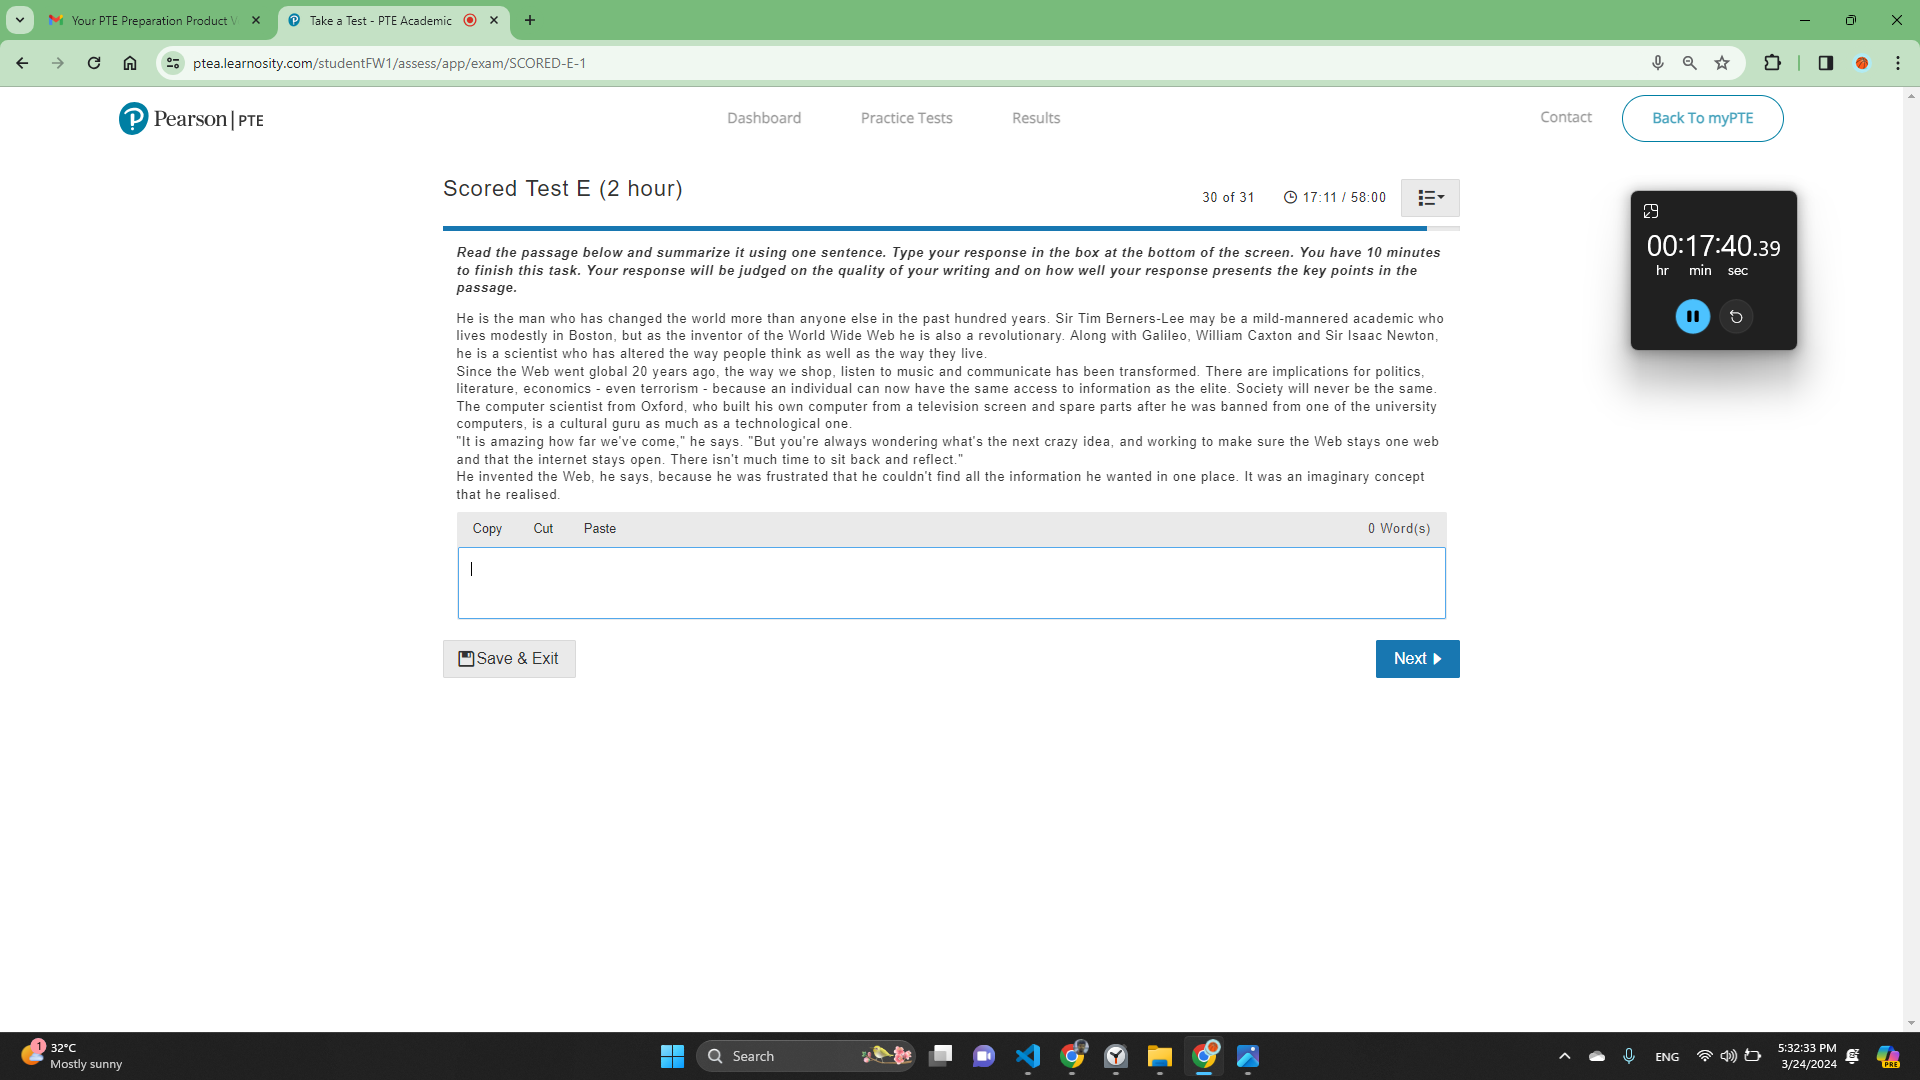 Your PTE Preparation Product V
Take a Test - PTE Academic
ptea.learnosity.com/studentFW1/assess/app/exam/SCORED-E-1
Pearson | PTE
Dashboard
Practice Tests
Results
Contact
Back To myPTE
Scored Test E (2 hour)
30 of 31
17:11 / 58:00
00:17:40.39
hr min sec
Read the passage below and summarize it using one sentence. Type your response in the box at the bottom of the screen. You have 10 minutes
to finish this task. Your response will be judged on the quality of your writing and on how well your response presents the key points in the
passage.
He is the man who has changed the world more than anyone else in the past hundred years. Sir Tim Berners-Lee may be a mild-mannered academic who
lives modestly in Boston, but as the inventor of the World Wide Web he is also a revolutionary. Along with Galileo, William Caxton and Sir Isaac Newton,
he is a scientist who has altered the way people think as well as the way they live.
Since the Web went global 20 years ago, the way we shop, listen to music and communicate has been transformed. There are implications for politics,
literature, economics - even terrorism - because an individual can now have the same access to information as the elite. Society will never be the same.
The computer scientist from Oxford, who built his own computer from a television screen and spare parts after he was banned from one of the university
computers, is a cultural guru as much as a technological one.
"It is amazing how far we've come," he says. "But you're always wondering what's the next crazy idea, and working to make sure the Web stays one web
and that the internet stays open. There isn't much time to sit back and reflect."
He invented the Web, he says, because he was frustrated that he couldn't find all the information he wanted in one place. It was an imaginary concept
that he realised.
Copy
Cut
Paste
0 Word(s)
Save & Exit
Next
1
32°C
Mostly sunny
Search
ENG
5:32:33 PM
3/24/2024
PRE